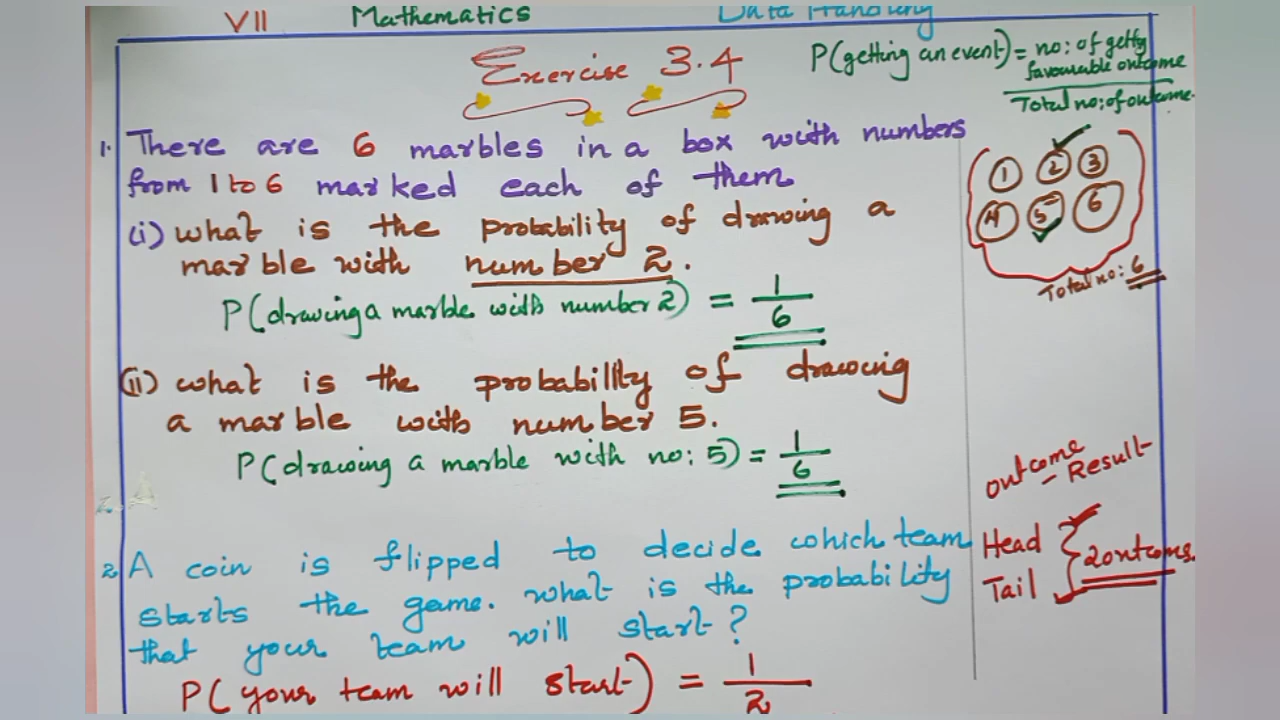 VII Mathematics Data Handling
Exercise 3.4
P(getting an event) = no: of gettg
favourable outcome
Total no; of outcome.
1. There are 6 marbles in a box with numbers
from 1 to 6 marked each of them
(i) what is the probability of drawing a
marble with number 2.
P(drawing a marble with number 2) = 1
6
1 2 3
4 5 6
Total no: 6
(ii) what is the probability of drawing
a marble with number 5.
P(drawing a marble with no: 5) = 1
6
outcome
- Result
2. A coin is flipped to decide which team
starts the game. what is the probability
that your team will start?
Head
Tail
2 outcoms.
P(your team will start) = 1
2